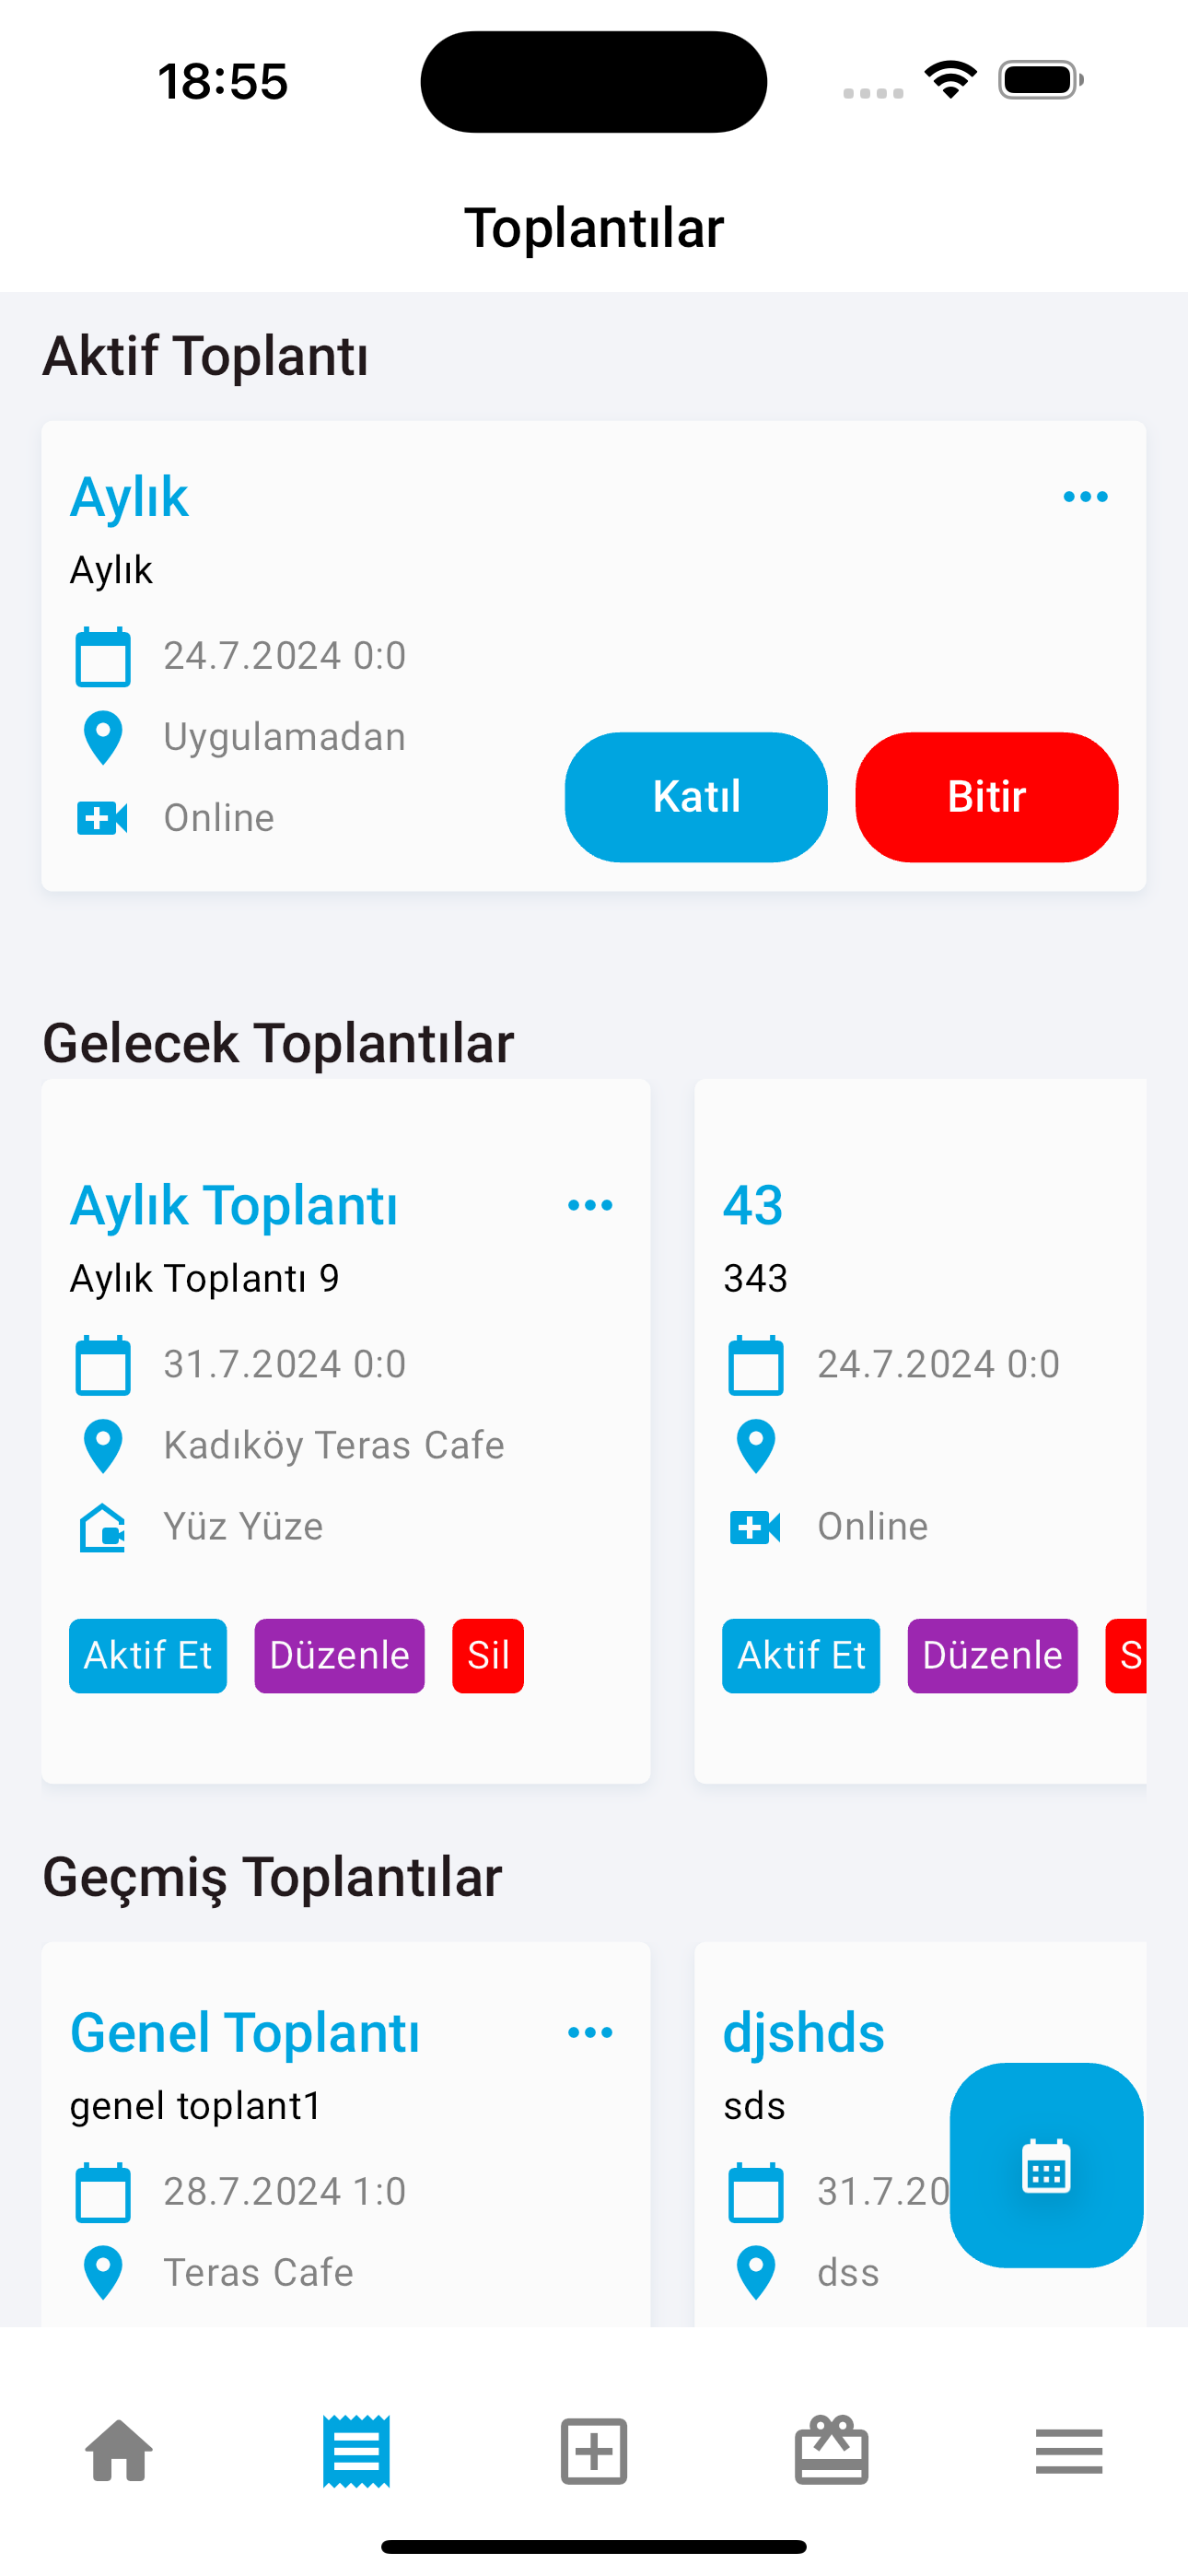 18:55
Toplantılar
Aktif Toplantı
Aylık
Aylık
24.7.2024 0:0
Uygulamadan
Online
Katıl
Bitir
Gelecek Toplantılar
Aylık Toplantı
Aylık Toplantı 9
31.7.2024 0:0
Kadıköy Teras Cafe
Yüz Yüze
Aktif Et
Düzenle
Sil
43
343
24.7.2024 0:0
Online
Aktif Et
Düzenle
S
Geçmiş Toplantılar
Genel Toplantı
genel toplant1
28.7.2024 1:0
Teras Cafe
djshds
sds
31.7.20
dss